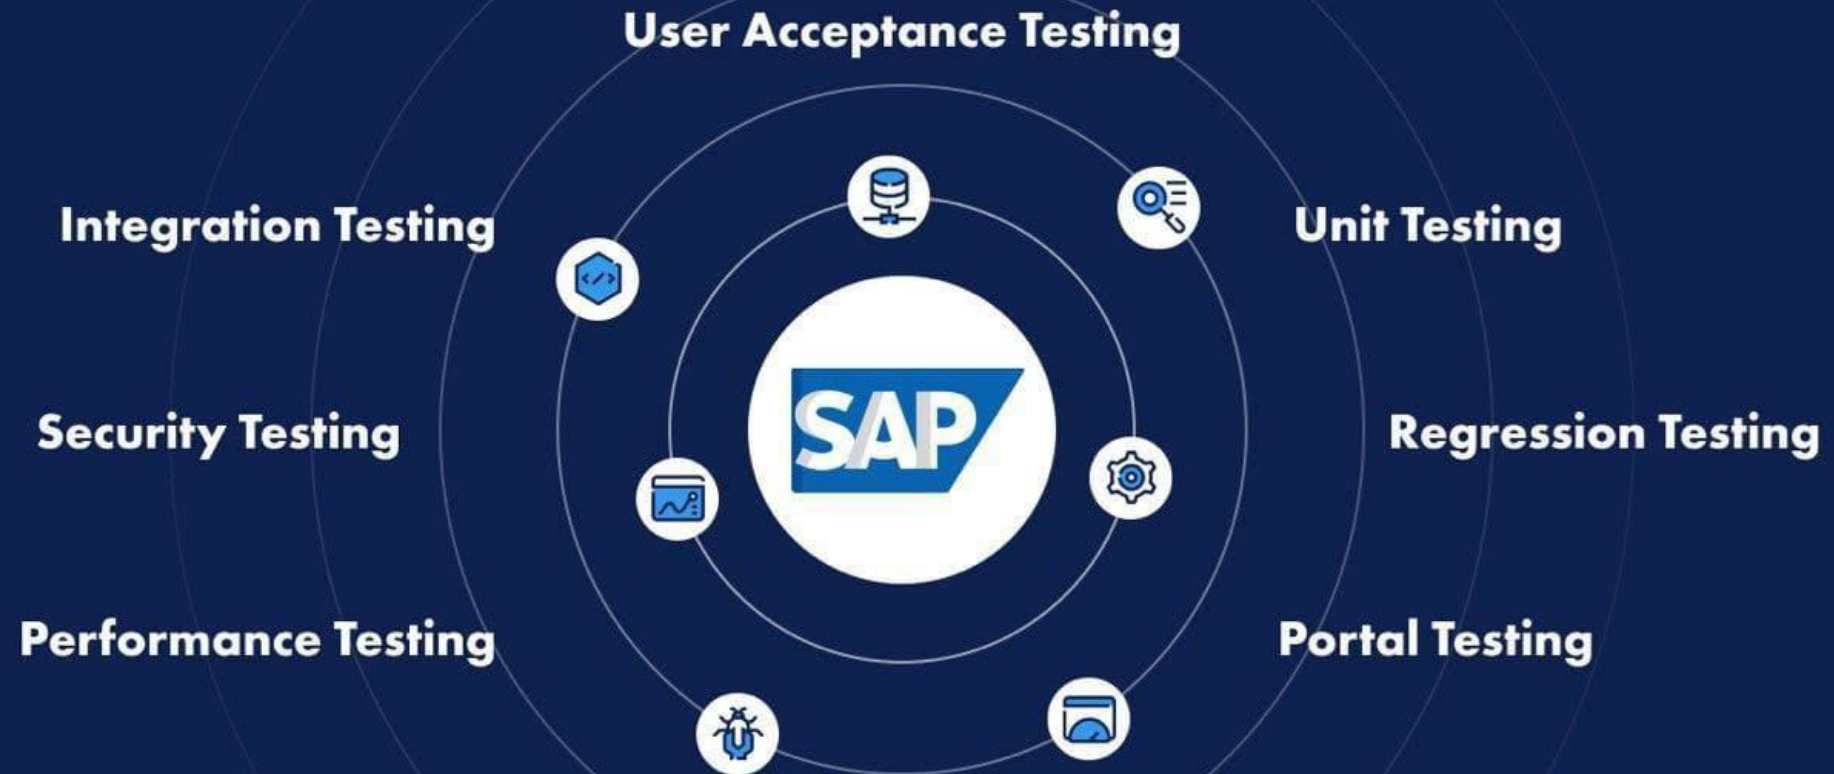 User Acceptance Testing
Integration Testing
Unit Testing
SAP
Security Testing
Regression Testing
Performance Testing
Portal Testing